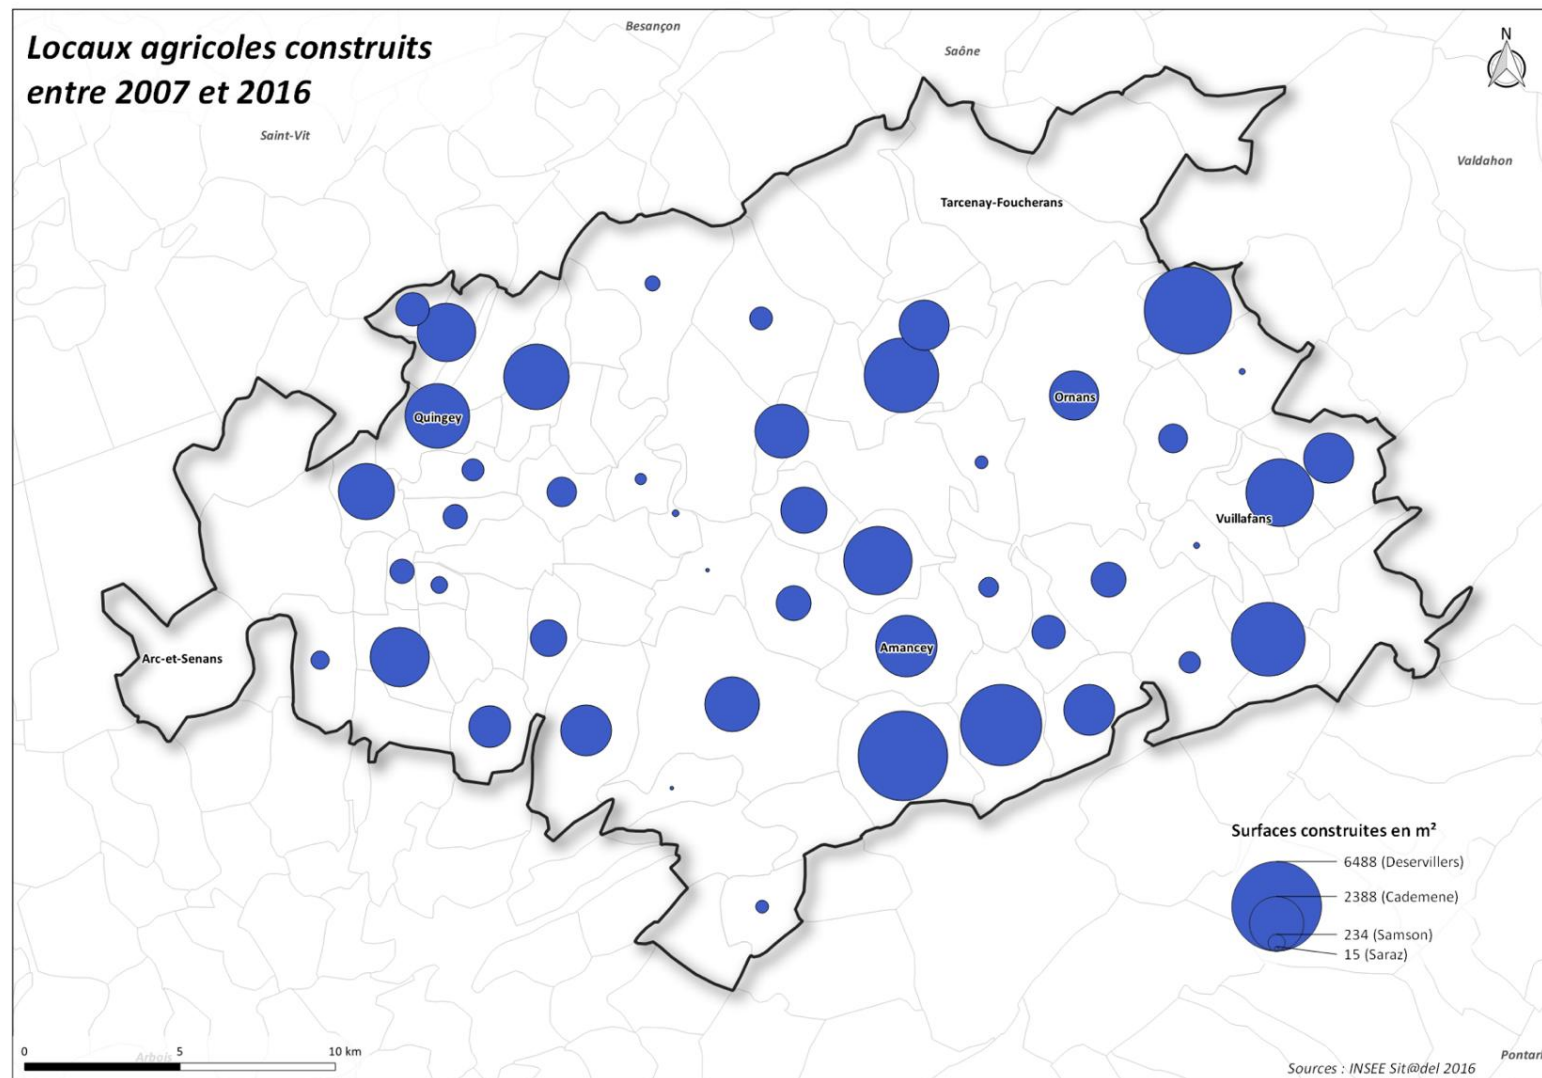 Locaux agricoles construits
entre 2007 et 2016
Besançon
Saône
N
Saint-Vit
Valdahon
Tarcenay-Foucherans
Ornans
Quingey
Vuillafans
Amancey
Arc-et-Senans
Surfaces construites en m²
6488 (Deservillers)
2388 (Cademene)
234 (Samson)
15 (Saraz)
0 5 10 km
Arbois
Pontarl
Sources : INSEE Sit@del 2016